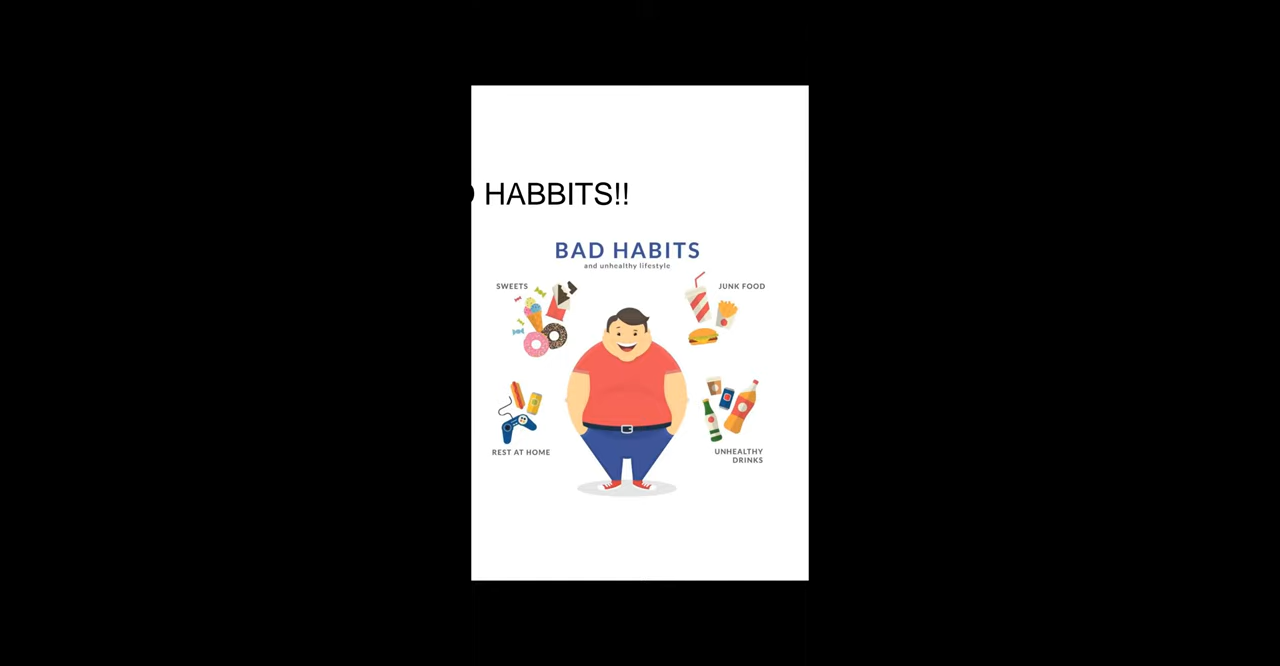 HABBITS!!
BAD HABITS
and unhealthy lifestyle
SWEETS
JUNK FOOD
REST AT HOME
UNHEALTHY
DRINKS